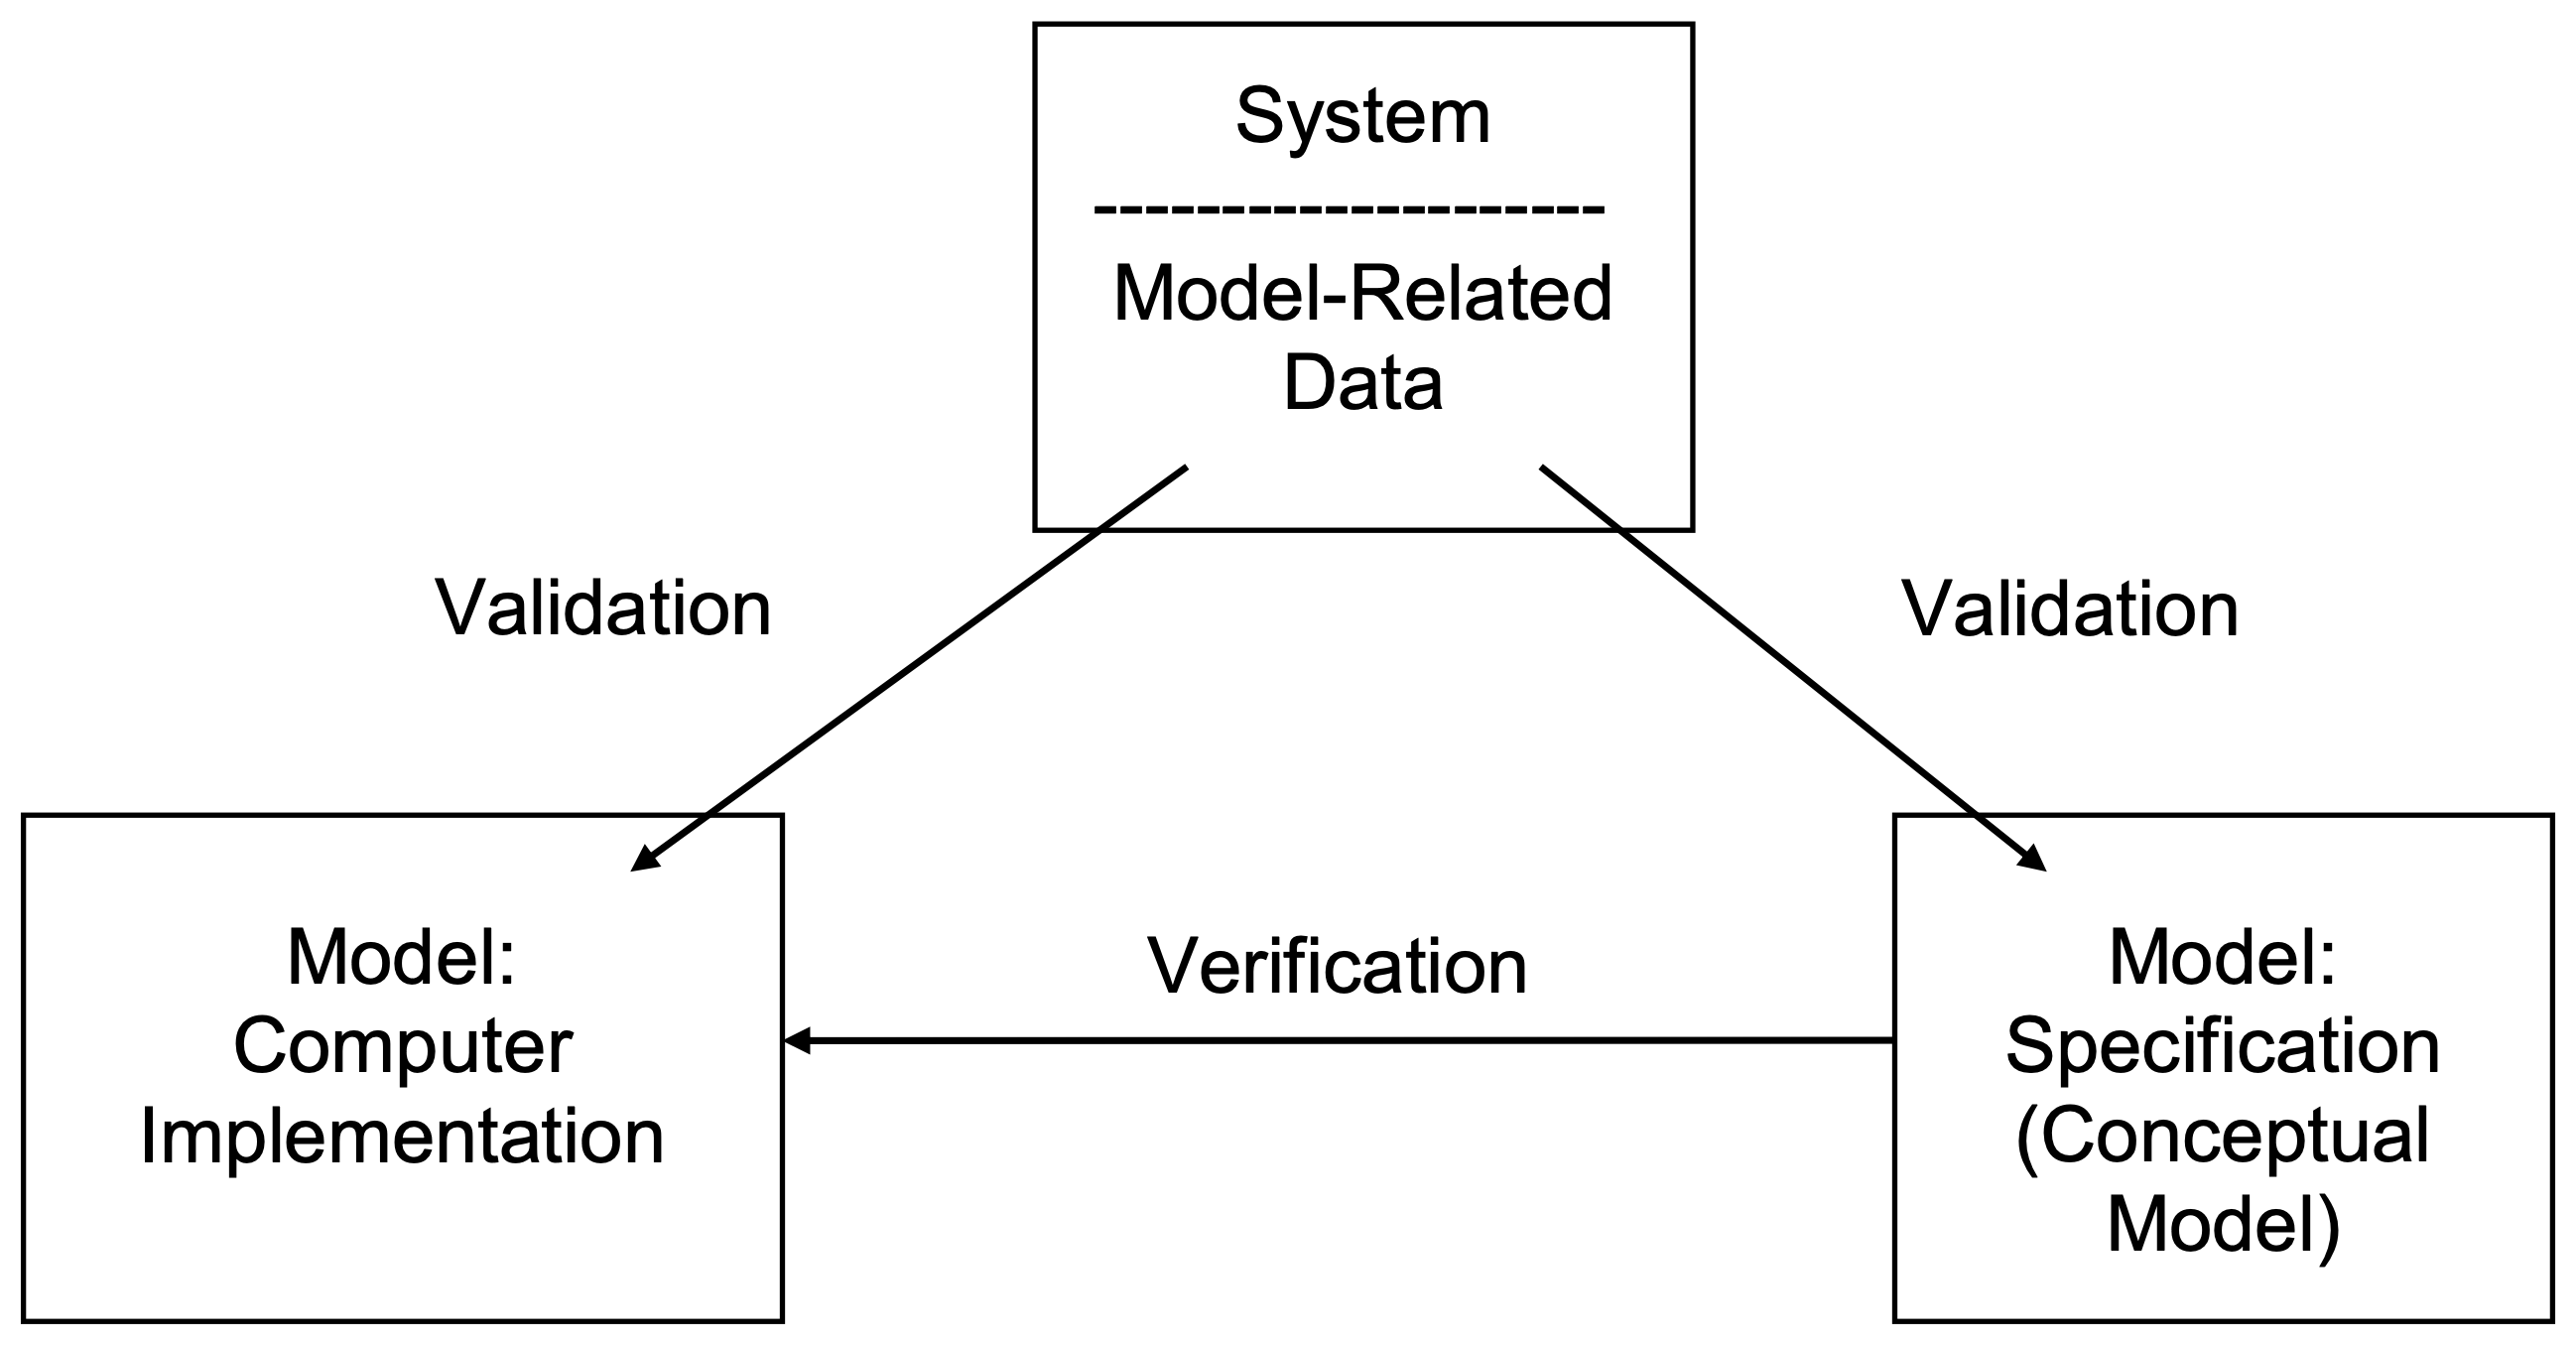 System
--------------------
Model-Related
Data
Validation
Validation
Model:
Computer
Implementation
Verification
Model:
Specification
(Conceptual
Model)